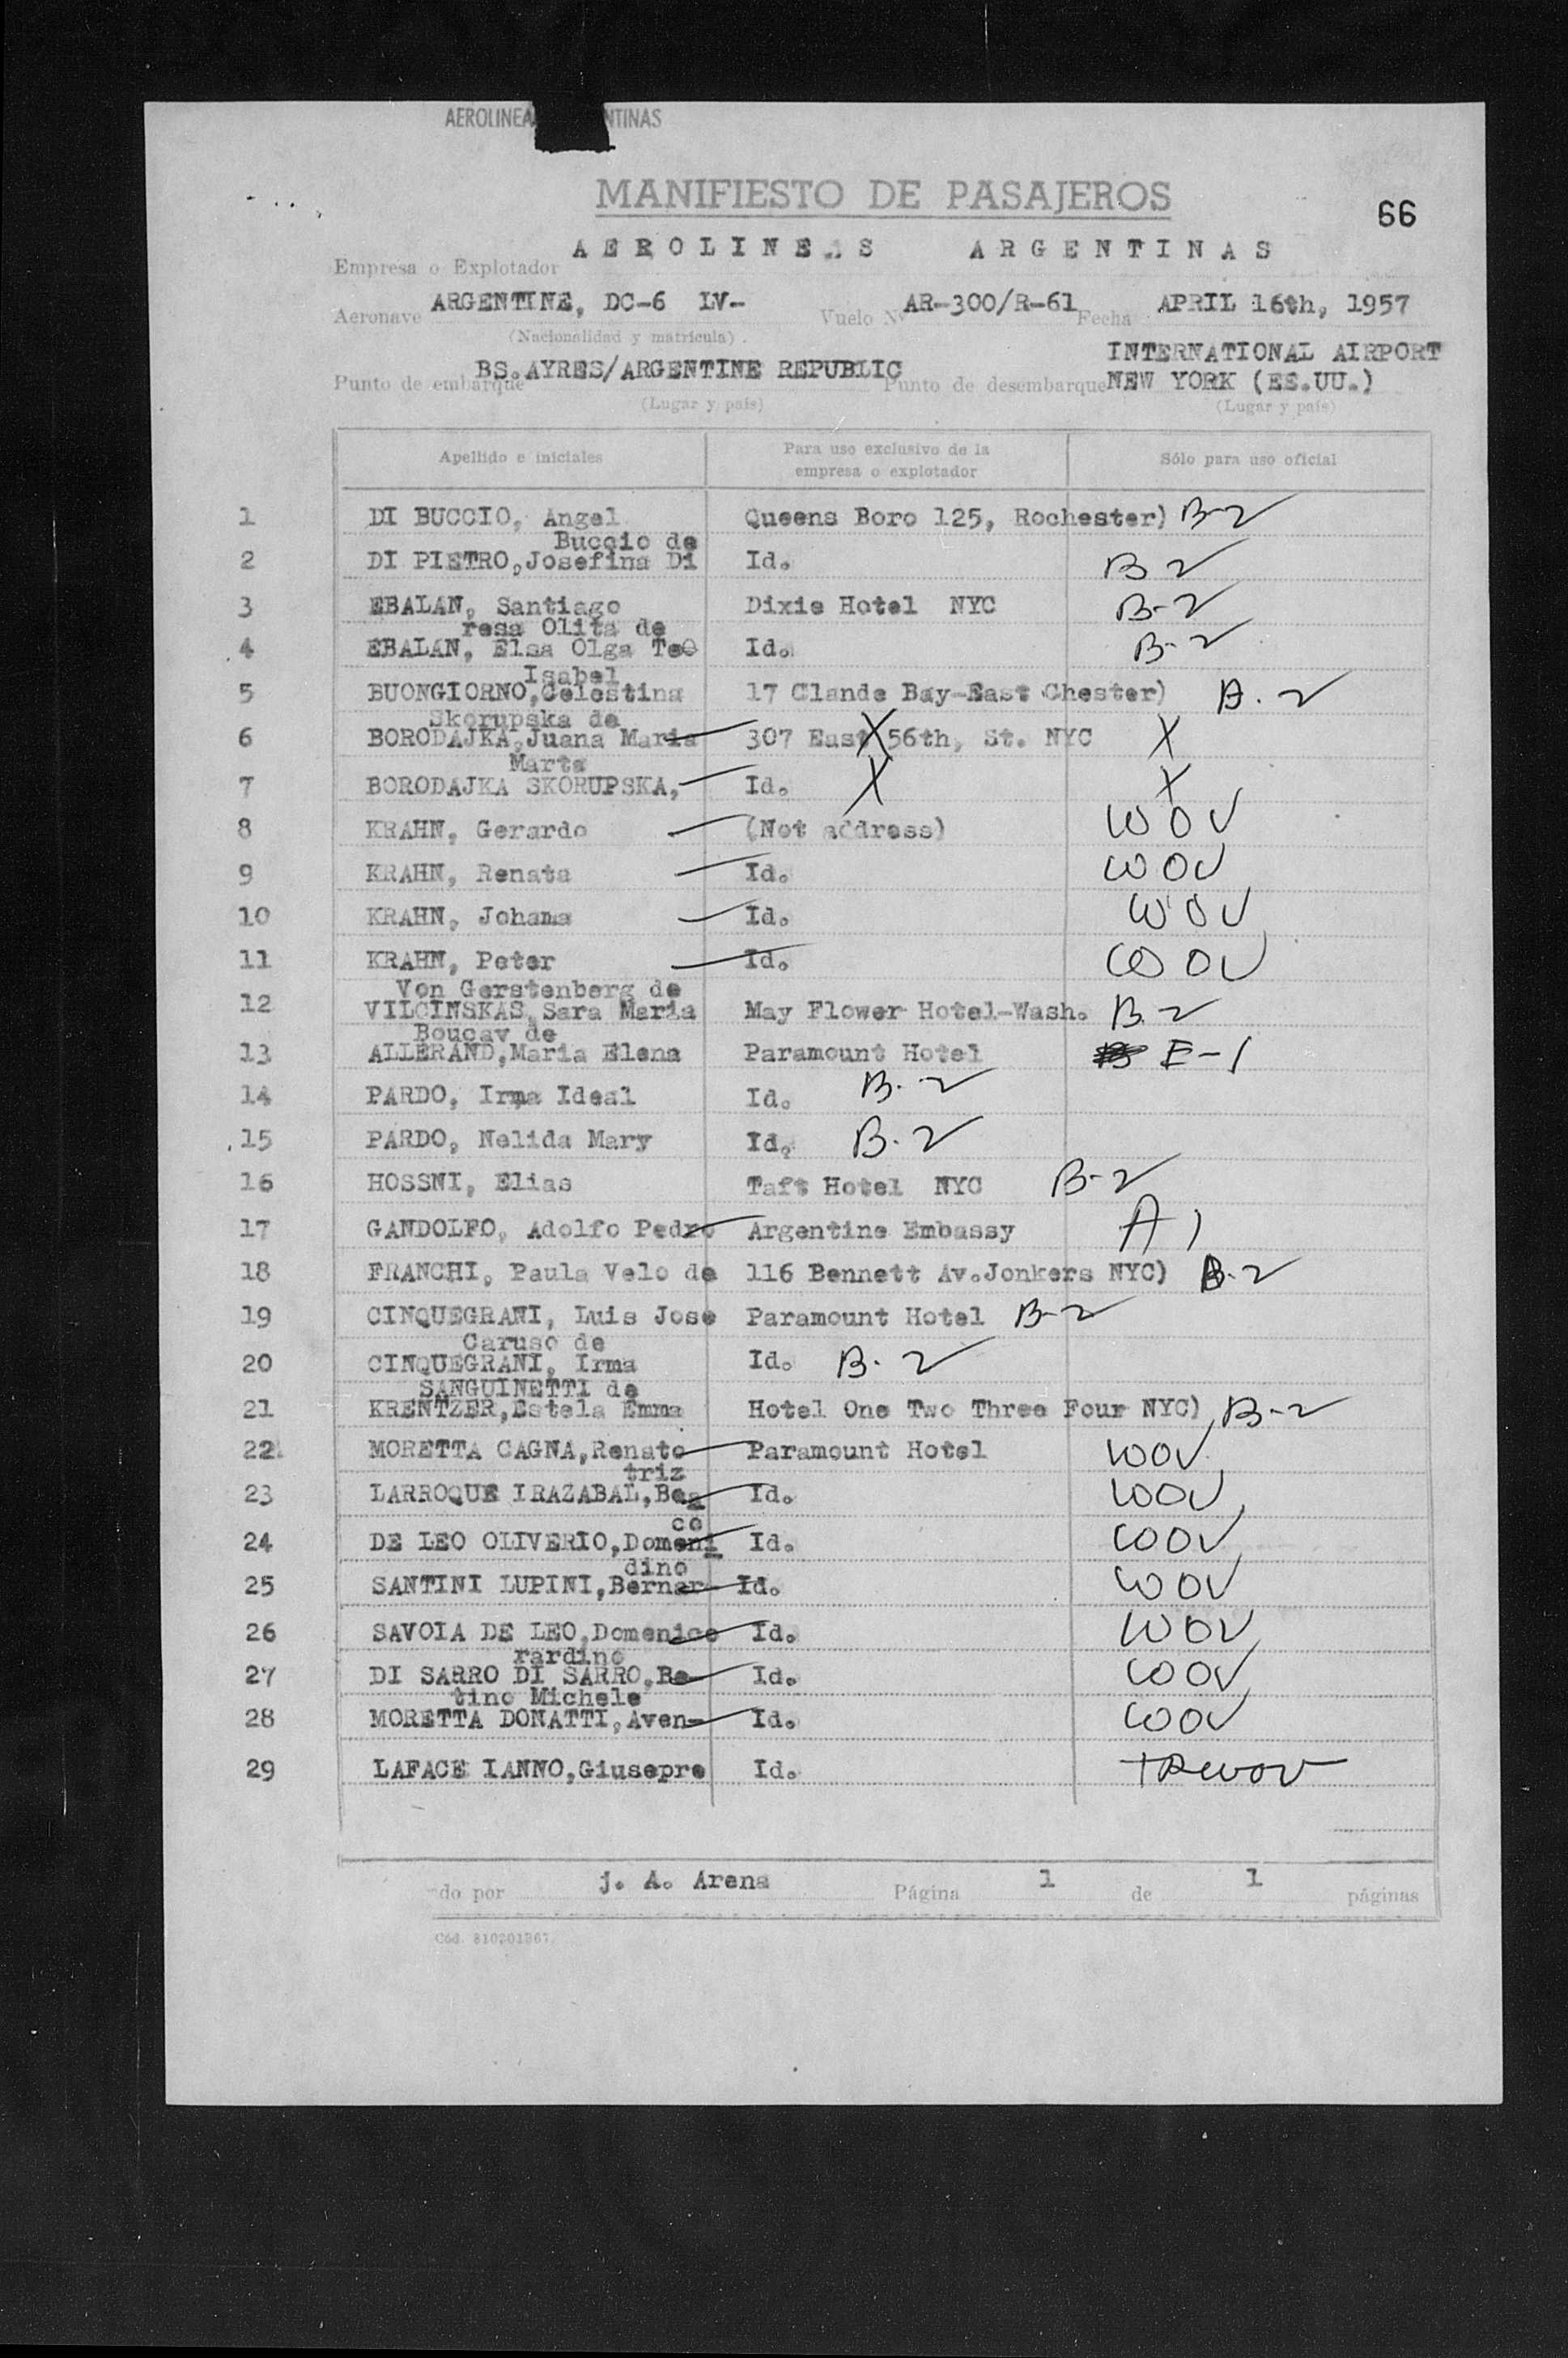 AEROLINEA NTINAS
MANIFIESTO DE PASAJEROS
66
Empresa o Explotador AEROLINEAS ARGENTINAS
Aeronave ARGENTINE, DC-6 LV- Vuelo Nº AR-300/R-61 Fecha APRIL 16th, 1957
(Nacionalidad y matrícula).
INTERNATIONAL AIRPORT
Punto de embarque BS.AYRES/ARGENTINE REPUBLIC Punto de desembarque NEW YORK (ES.UU.)
(Lugar y país) (Lugar y país)
Apellido e iniciales Para uso exclusivo de la empresa o explotador Sólo para uso oficial
1 DI BUCCIO, Angel Queens Boro 125, Rochester) B-2
Buccio de
2 DI PIETRO,Josefina Di Id. B 2
3 EBALAN, Santiago Dixie Hotel NYC B-2
resa Olita de
4 EBALAN, Elsa Olga Te Id. B-2
Isabel
5 BUONGIORNO,Celestina 17 Clande Bay-East Chester) B.2
Skorupska de
6 BORODAJKA,Juana Maria 307 East X 56th, St. NYC X
Marta
7 BORODAJKA SKORUPSKA, Id. X X
8 KRAHN, Gerardo (Not address) WOV
9 KRAHN, Renata Id. WOV
10 KRAHN, Johama Id. WOV
11 KRAHN, Peter Id. WOV
Von Gerstenberg de
12 VILCINSKAS,Sara Maria May Flower Hotel-Wash. B.2
Boucav de
13 ALLERAND,Maria Elena Paramount Hotel E-1
14 PARDO, Irma Ideal Id. B.2
15 PARDO, Nelida Mary Id. B.2
16 HOSSNI, Elias Taft Hotel NYC B-2
17 GANDOLFO, Adolfo Pedro Argentine Embassy A 1
18 FRANCHI, Paula Velo de 116 Bennett Av.Jonkers NYC) B-2
19 CINQUEGRANI, Luis Jose Paramount Hotel B-2
Caruso de
20 CINQUEGRANI, Irma Id. B.2
SANGUINETTI de
21 KRENTZER,Estela Emma Hotel One Two Three Four NYC) B-2
22 MORETTA CAGNA,Renato Paramount Hotel WOV
triz
23 LARROQUE IRAZABAL,Bea Id. WOV
co
24 DE LEO OLIVERIO,Domeni Id. WOV
dino
25 SANTINI LUPINI,Bernar- Id. WOV
26 SAVOIA DE LEO,Domenico Id. WOV
rardino
27 DI SARRO DI SARRO,Be- Id. WOV
tino Michele
28 MORETTA DONATTI,Aven- Id. WOV
29 LAFACE IANNO,Giusepre Id. TRWOV
do por j. A. Arena Página 1 de 1 páginas